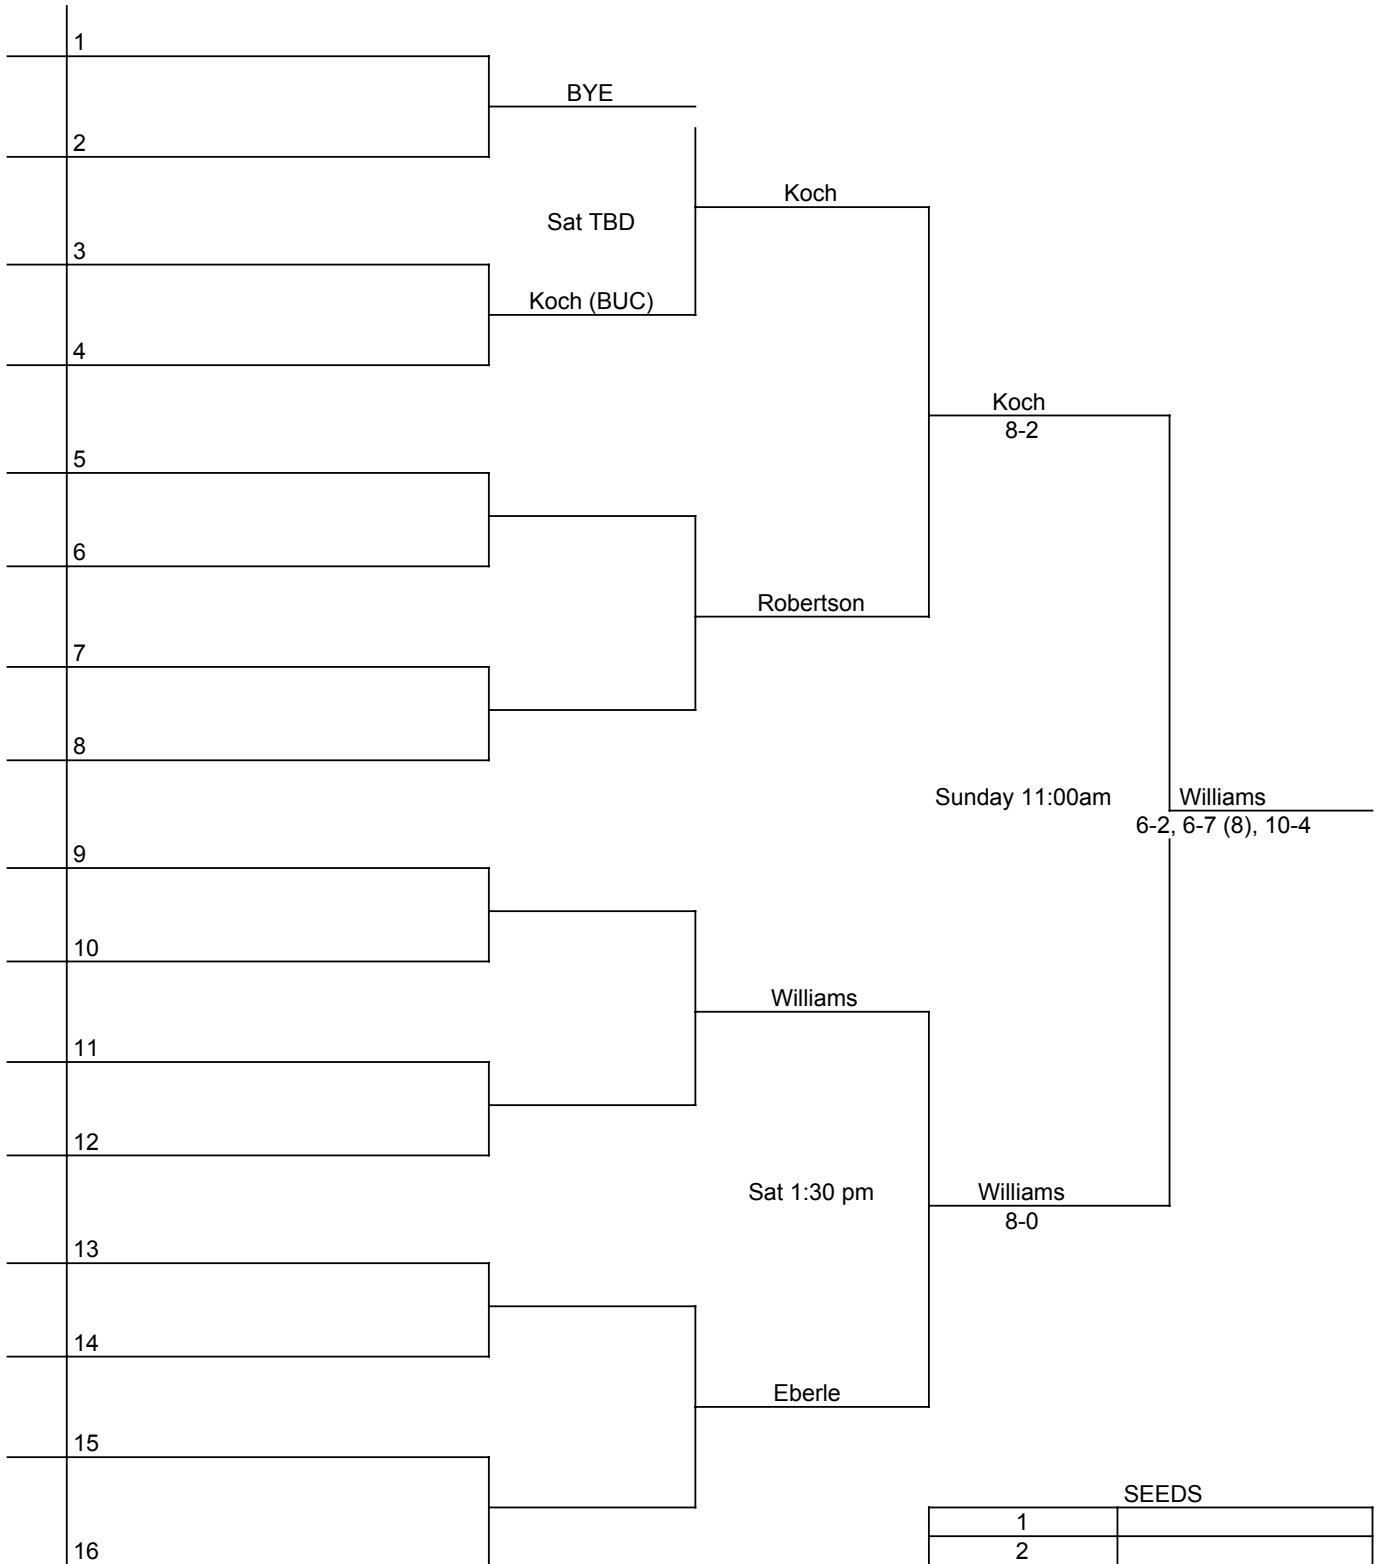 1
BYE
2
Koch
Sat TBD
3
Koch (BUC)
4
Koch
8-2
5
6
Robertson
7
8
Sunday 11:00am
Williams
6-2, 6-7 (8), 10-4
9
10
Williams
11
12
Sat 1:30 pm
Williams
8-0
13
14
Eberle
15
SEEDS
1
16
2